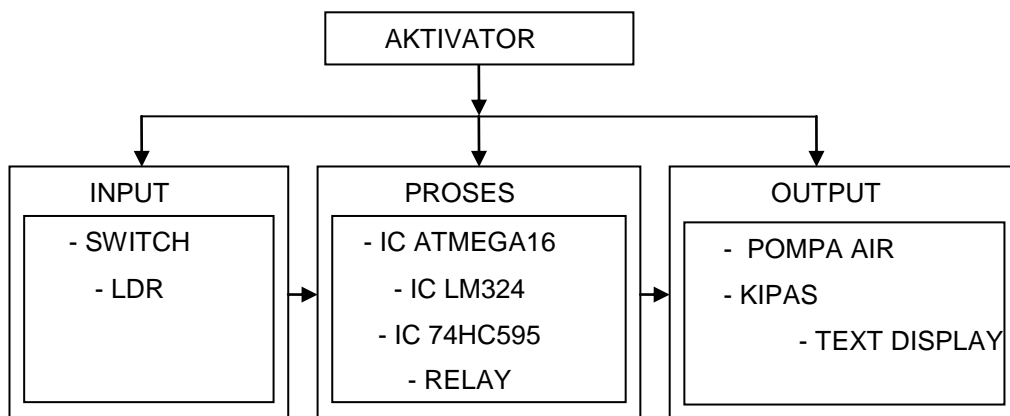 AKTIVATOR
INPUT
- SWITCH
- LDR
PROSES
- IC ATMEGA16
- IC LM324
- IC 74HC595
- RELAY
OUTPUT
- POMPA AIR
- KIPAS
- TEXT DISPLAY